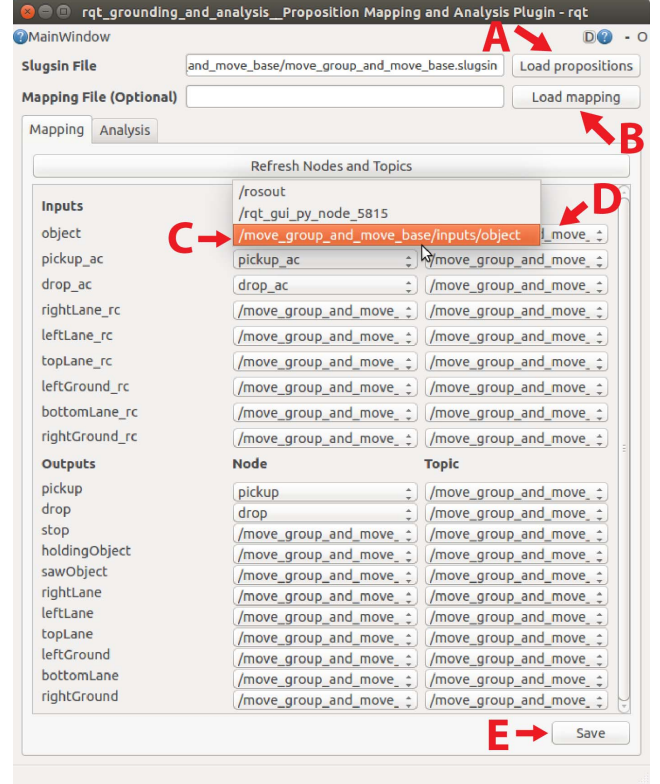 rqt_grounding_and_analysis__Proposition Mapping and Analysis Plugin - rqt
A
MainWindow D - O
Slugsin File and_move_base/move_group_and_move_base.slugsin Load propositions
Mapping File (Optional) Load mapping
B
Mapping Analysis
Refresh Nodes and Topics
/rosout
Inputs
/rqt_gui_py_node_5815
D
object C /move_group_and_move_base/inputs/object _move_
pickup_ac pickup_ac /move_group_and_move_
drop_ac drop_ac /move_group_and_move_
rightLane_rc /move_group_and_move_ /move_group_and_move_
leftLane_rc /move_group_and_move_ /move_group_and_move_
topLane_rc /move_group_and_move_ /move_group_and_move_
leftGround_rc /move_group_and_move_ /move_group_and_move_
bottomLane_rc /move_group_and_move_ /move_group_and_move_
rightGround_rc /move_group_and_move_ /move_group_and_move_
Outputs Node Topic
pickup pickup /move_group_and_move_
drop drop /move_group_and_move_
stop /move_group_and_move_ /move_group_and_move_
holdingObject /move_group_and_move_ /move_group_and_move_
sawObject /move_group_and_move_ /move_group_and_move_
rightLane /move_group_and_move_ /move_group_and_move_
leftLane /move_group_and_move_ /move_group_and_move_
topLane /move_group_and_move_ /move_group_and_move_
leftGround /move_group_and_move_ /move_group_and_move_
bottomLane /move_group_and_move_ /move_group_and_move_
rightGround /move_group_and_move_ /move_group_and_move_
E Save